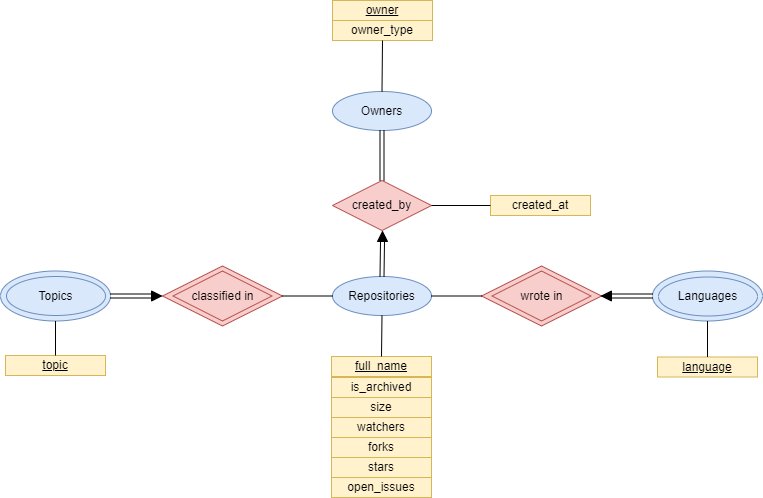 owner
owner_type
Owners
created_by
created_at
Topics
classified in
Repositories
wrote in
Languages
topic
full_name
language
is_archived
size
watchers
forks
stars
open_issues